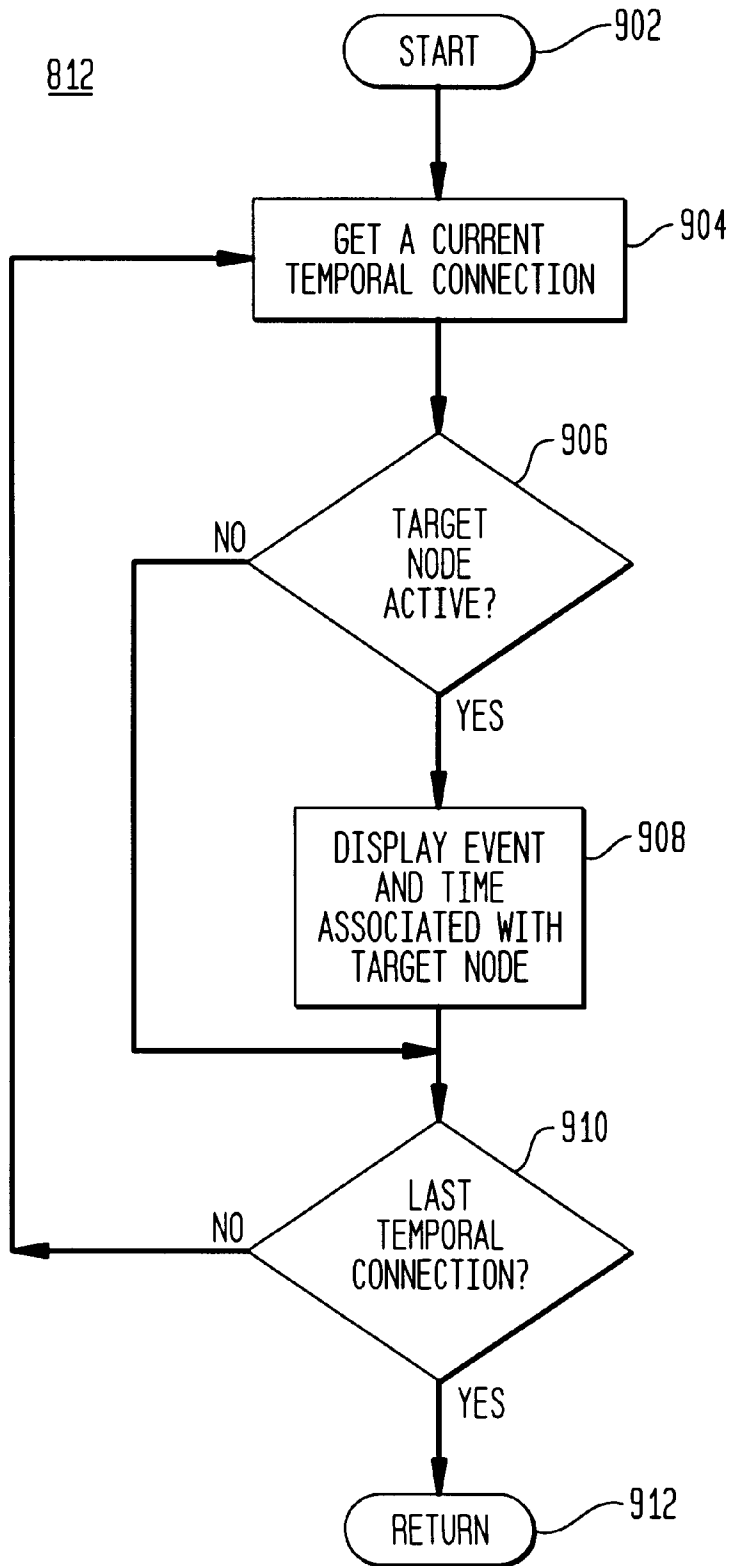 812
START
902
GET A CURRENT
TEMPORAL CONNECTION
904
906
TARGET
NODE
ACTIVE?
NO
YES
DISPLAY EVENT
AND TIME
ASSOCIATED WITH
TARGET NODE
908
910
LAST
TEMPORAL
CONNECTION?
NO
YES
RETURN
912